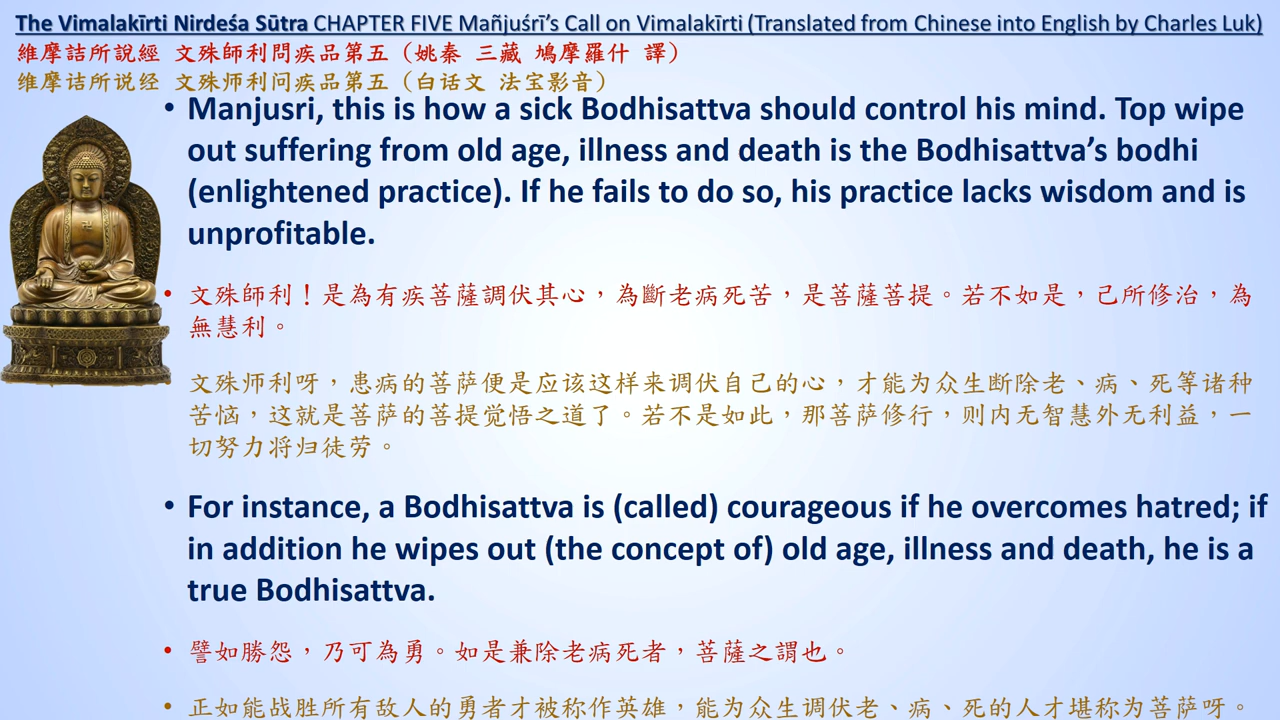 The Vimalakīrti Nirdeśa Sūtra CHAPTER FIVE Mañjuśrī's Call on Vimalakīrti (Translated from Chinese into English by Charles Luk)
維摩詰所說經 文殊師利問疾品第五（姚秦 三藏 鳩摩羅什 譯）
维摩诘所说经 文殊师利问疾品第五（白话文 法宝影音）
• Manjusri, this is how a sick Bodhisattva should control his mind. Top wipe
out suffering from old age, illness and death is the Bodhisattva's bodhi
(enlightened practice). If he fails to do so, his practice lacks wisdom and is
unprofitable.
• 文殊師利！是為有疾菩薩調伏其心，為斷老病死苦，是菩薩菩提。若不如是，己所修治，為
無慧利。
文殊师利呀，患病的菩萨便是应该这样来调伏自己的心，才能为众生断除老、病、死等诸种
苦恼，这就是菩萨的菩提觉悟之道了。若不是如此，那菩萨修行，则内无智慧外无利益，一
切努力将归徒劳。
• For instance, a Bodhisattva is (called) courageous if he overcomes hatred; if
in addition he wipes out (the concept of) old age, illness and death, he is a
true Bodhisattva.
• 譬如勝怨，乃可為勇。如是兼除老病死者，菩薩之謂也。
• 正如能战胜所有敌人的勇者才被称作英雄，能为众生调伏老、病、死的人才堪称为菩萨呀。